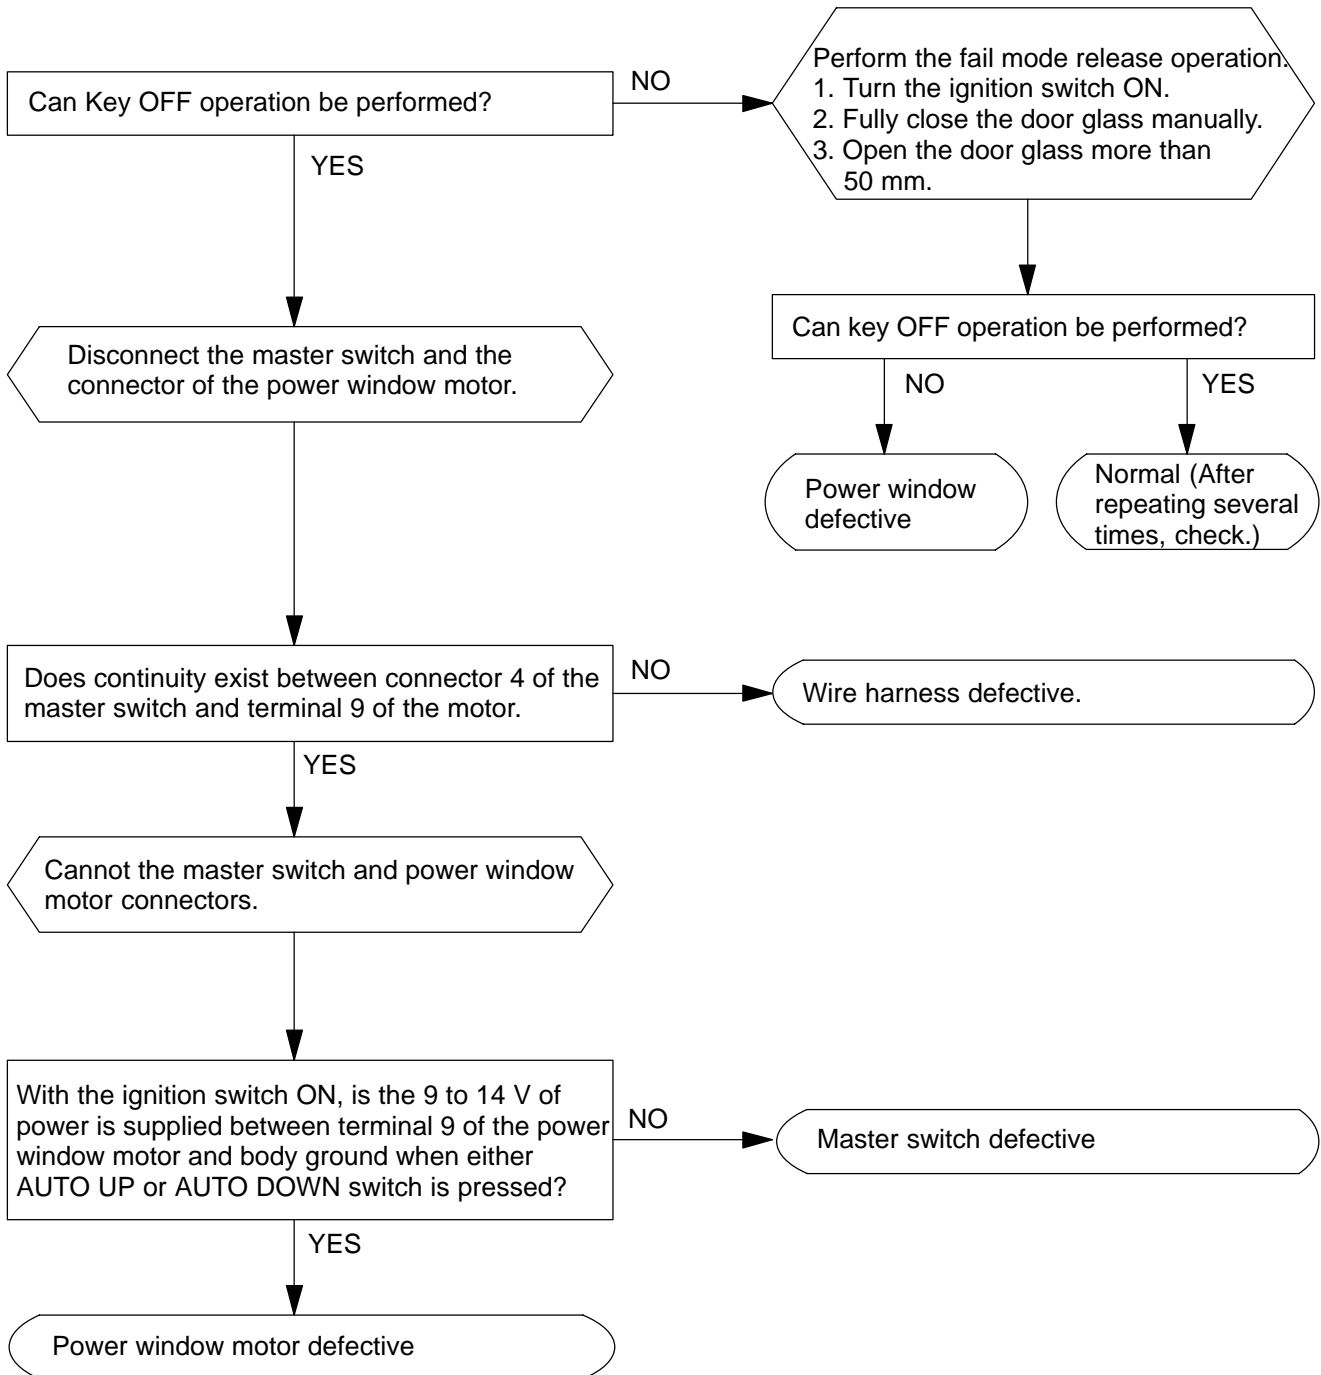 Can Key OFF operation be performed?
NO
Perform the fail mode release operation.
1. Turn the ignition switch ON.
2. Fully close the door glass manually.
3. Open the door glass more than
50 mm.
YES
Can key OFF operation be performed?
NO
YES
Power window
defective
Normal (After
repeating several
times, check.)
Disconnect the master switch and the
connector of the power window motor.
Does continuity exist between connector 4 of the
master switch and terminal 9 of the motor.
NO
Wire harness defective.
YES
Cannot the master switch and power window
motor connectors.
With the ignition switch ON, is the 9 to 14 V of
power is supplied between terminal 9 of the power
window motor and body ground when either
AUTO UP or AUTO DOWN switch is pressed?
NO
Master switch defective
YES
Power window motor defective